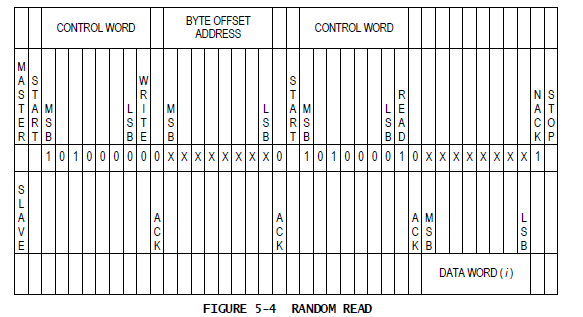 CONTROL WORD
BYTE OFFSET
ADDRESS
CONTROL WORD
MASTER
START
MSB
LSB
WRITE
MSB
LSB
START
MSB
LSB
READ
NACK
STOP
1 0 1 0 0 0 0 0 0 X X X X X X X X 0 1 0 1 0 0 0 0 1 0 X X X X X X X X 1
SLAVE
ACK
ACK
ACK
MSB
LSB
DATA WORD (i)
FIGURE 5-4 RANDOM READ